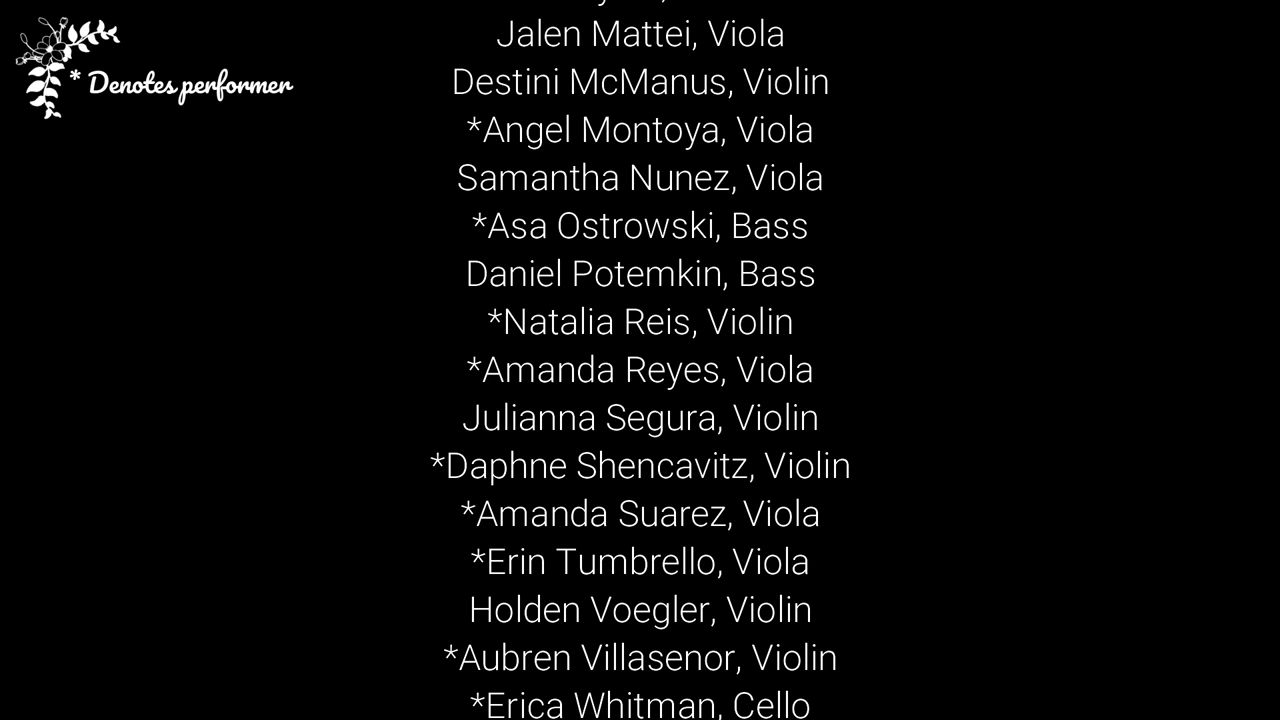 * Denotes performer
Jalen Mattei, Viola
Destini McManus, Violin
*Angel Montoya, Viola
Samantha Nunez, Viola
*Asa Ostrowski, Bass
Daniel Potemkin, Bass
*Natalia Reis, Violin
*Amanda Reyes, Viola
Julianna Segura, Violin
*Daphne Shencavitz, Violin
*Amanda Suarez, Viola
*Erin Tumbrello, Viola
Holden Voegler, Violin
*Aubren Villasenor, Violin
*Erica Whitman, Cello